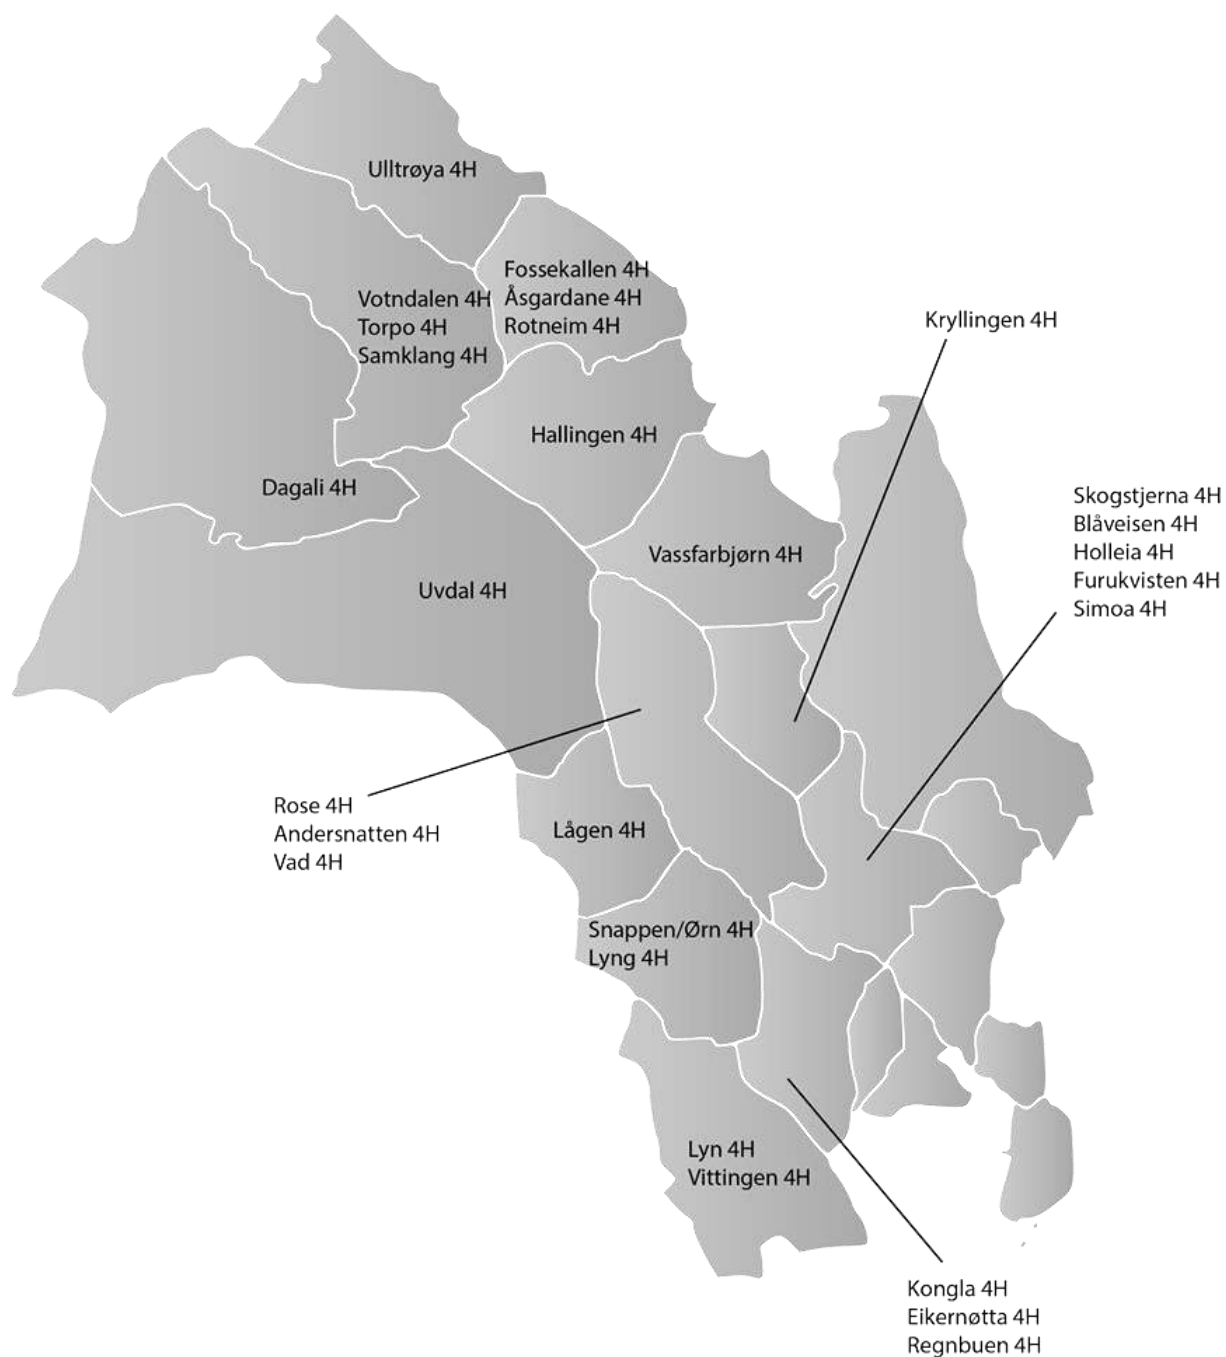 Ulltrøya 4H
Fossekallen 4H
Åsgardane 4H
Rotneim 4H
Votndalen 4H
Torpo 4H
Samklang 4H
Kryllingen 4H
Hallingen 4H
Dagali 4H
Skogstjerna 4H
Blåveisen 4H
Holleia 4H
Furukvisten 4H
Simoa 4H
Vassfarbjørn 4H
Uvdal 4H
Rose 4H
Andersnatten 4H
Vad 4H
Lågen 4H
Snappen/Ørn 4H
Lyng 4H
Lyn 4H
Vittingen 4H
Kongla 4H
Eikernøtta 4H
Regnbuen 4H